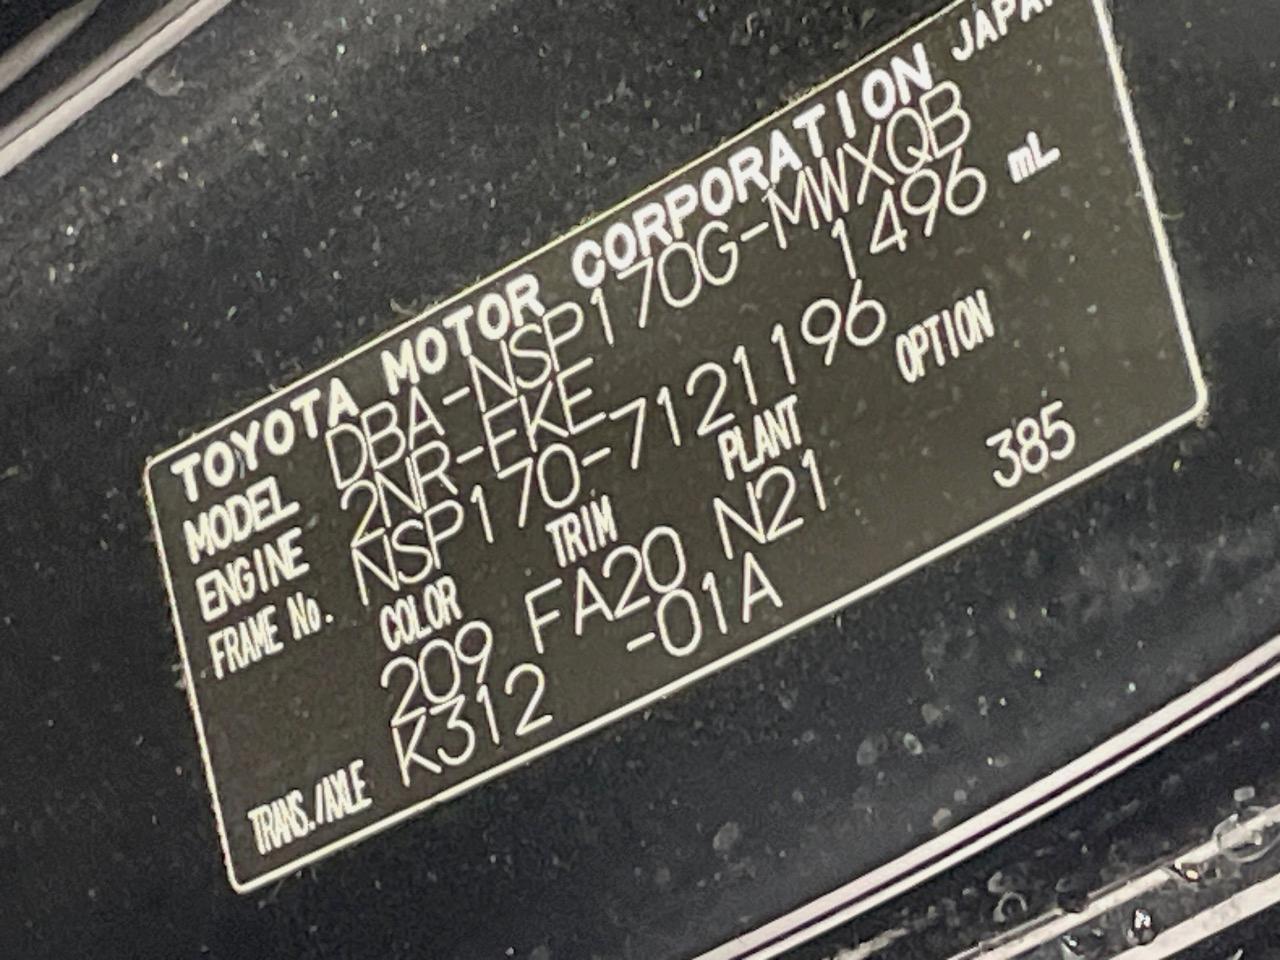 TOYOTA MOTOR CORPORATION JAPAN
MODEL DBA-NSP170G-MWXQB
ENGINE 2NR-FKE 1496 mL
FRAME No. NSP170-7121196
COLOR TRIM PLANT OPTION
209 FA20 N21 385
TRANS./AXLE K312 -01A